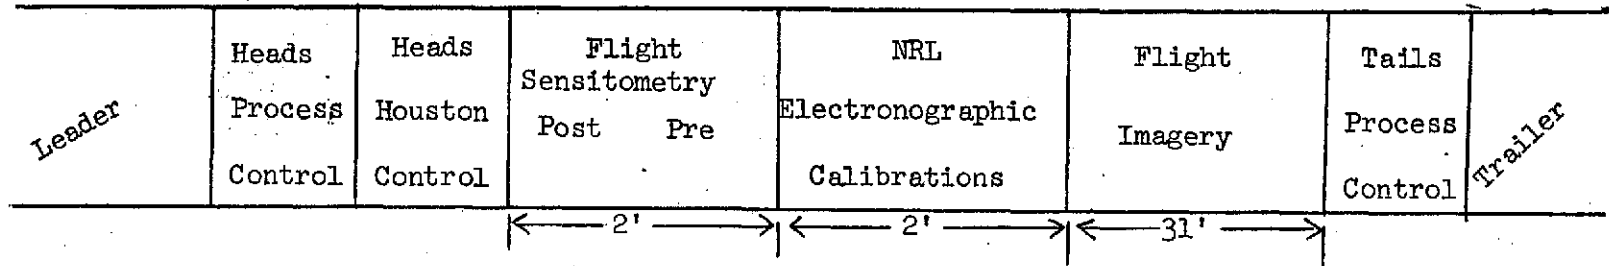 Leader
Heads
Process
Control
Heads
Houston
Control
Flight
Sensitometry
Post Pre
NRL
Electronographic
Calibrations
Flight
Imagery
Tails
Process
Control
Trailer
2'
2'
31'